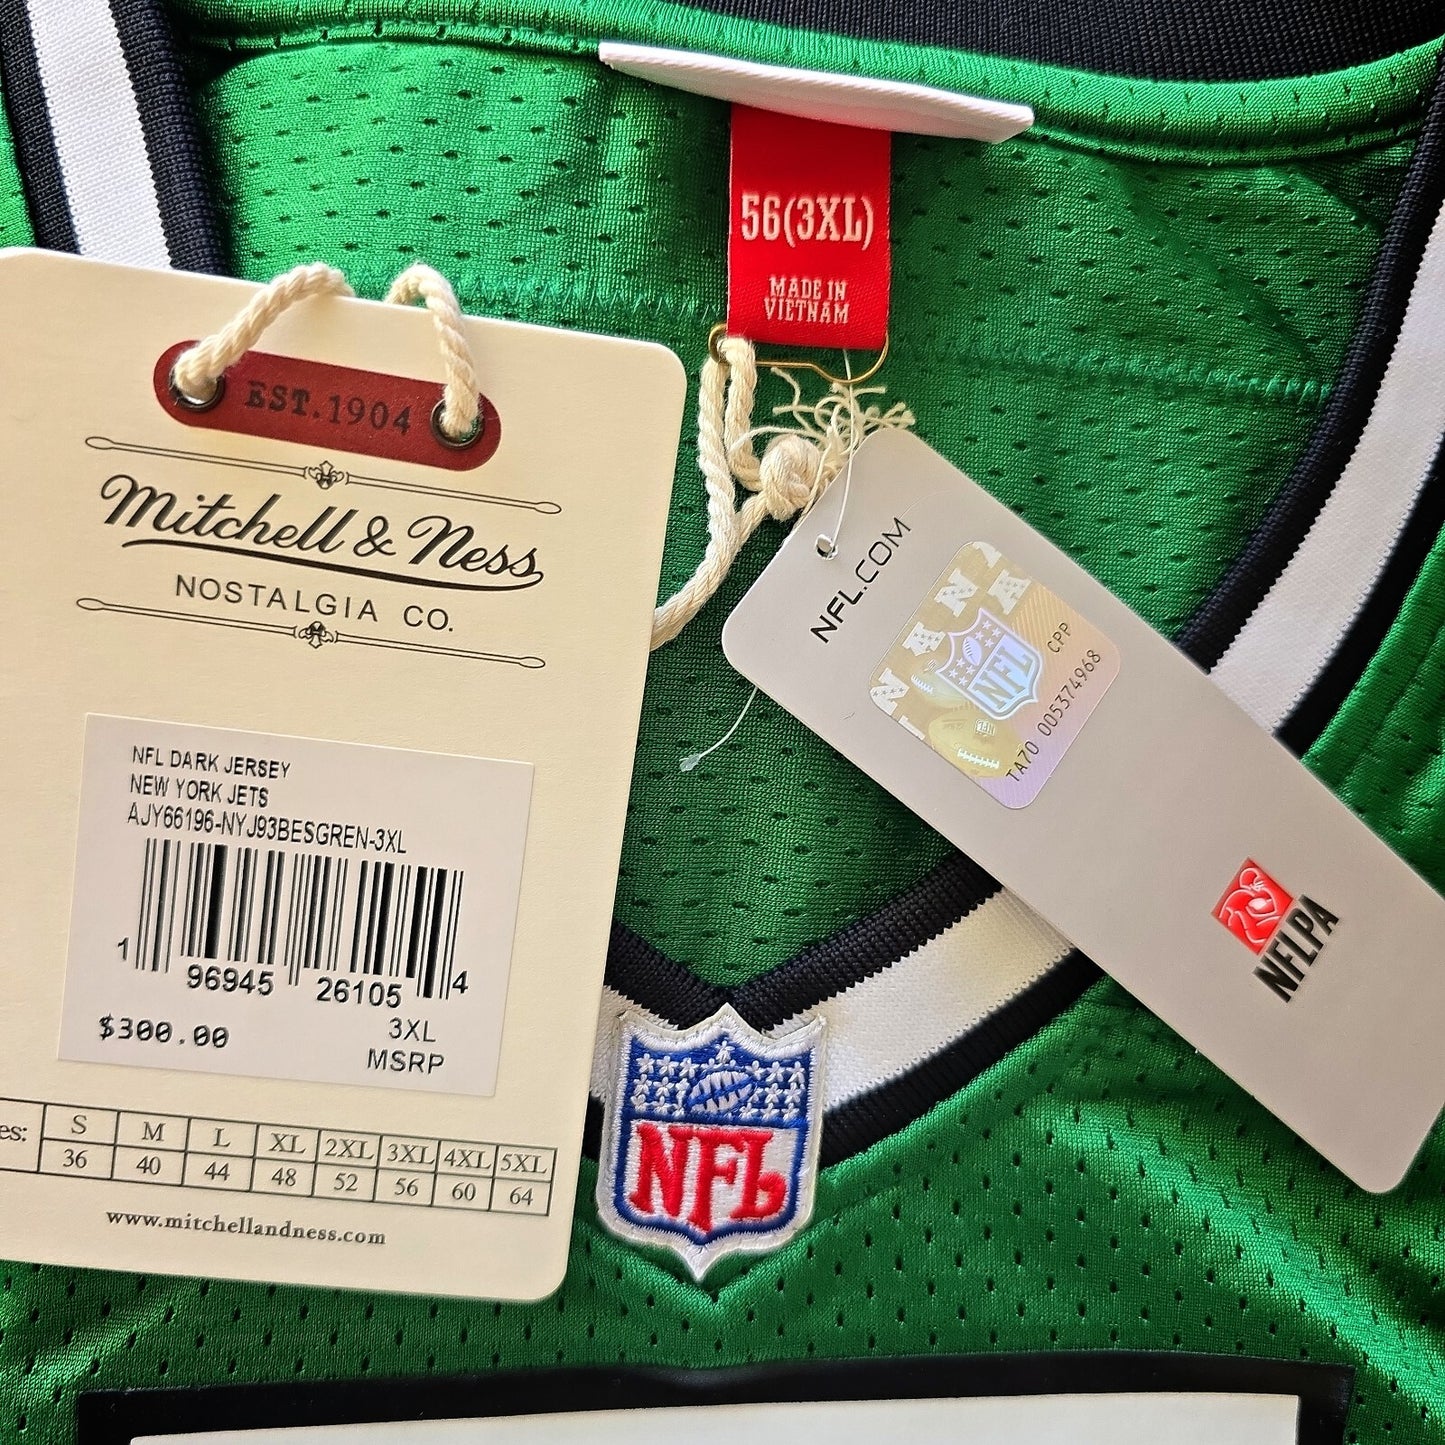 56(3XL)
MADE IN
VIETNAM
EST.1904
Mitchell & Ness
NOSTALGIA CO.
NFL DARK JERSEY
NEW YORK JETS
AJY66196-NYJ93BESGREN-3XL
1 96945 26105 4
$300.00 3XL
MSRP
es: S M L XL 2XL 3XL 4XL 5XL
36 40 44 48 52 56 60 64
www.mitchellandness.com
NFL.COM
NFL
CPP
TA70 005374968
NFLPA
NFL